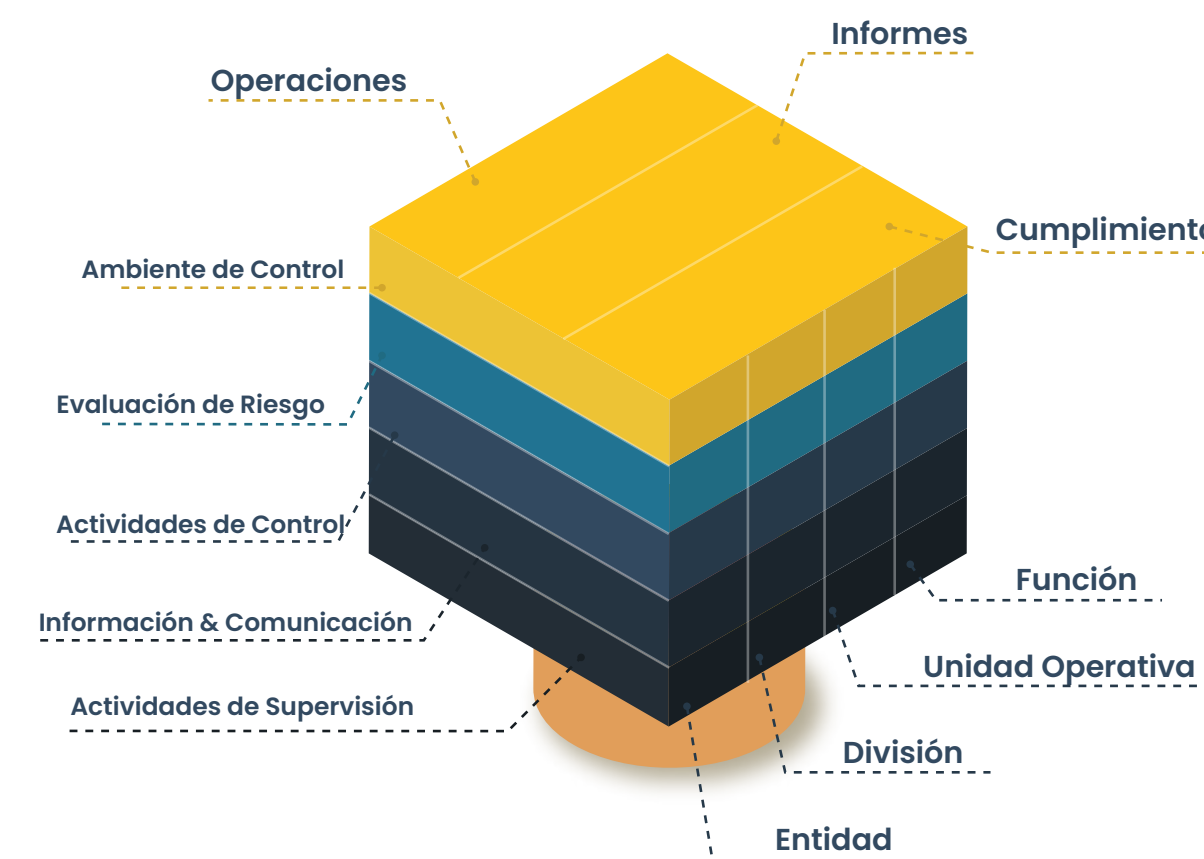 Informes
Operaciones
Cumplimiento
Ambiente de Control
Evaluación de Riesgo
Actividades de Control
Función
Información & Comunicación
Unidad Operativa
Actividades de Supervisión
División
Entidad